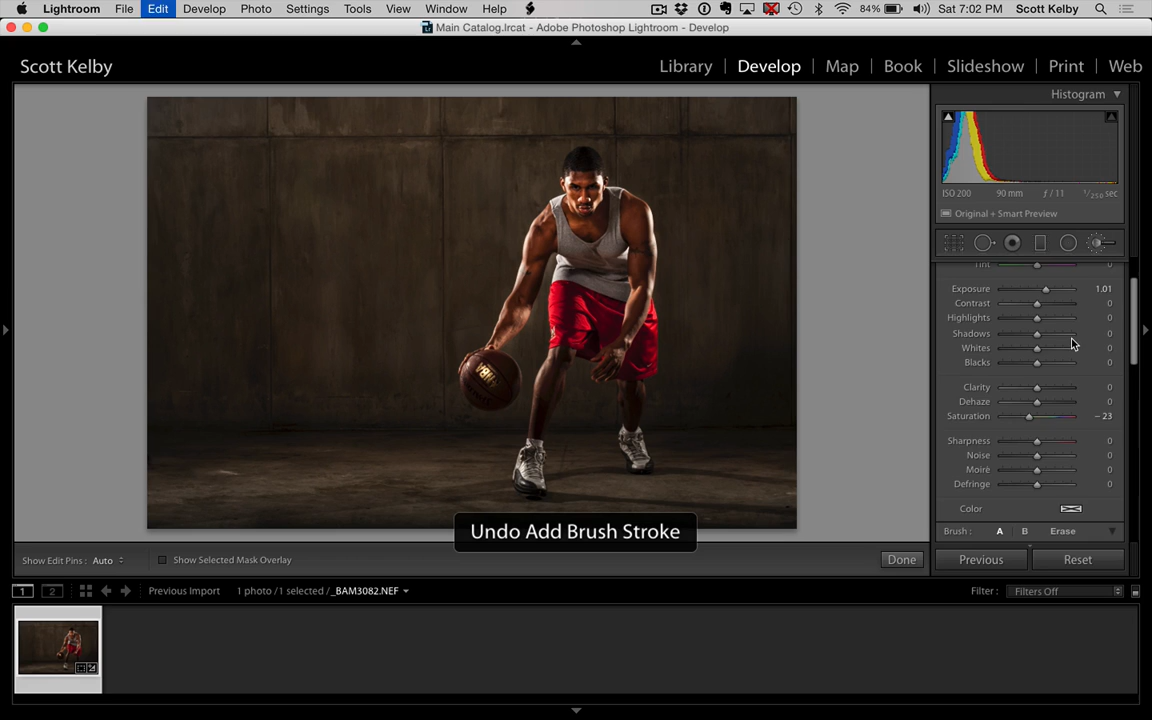 Lightroom File Edit Develop Photo Settings Tools View Window Help 84% Sat 7:02 PM Scott Kelby
Main Catalog.lrcat - Adobe Photoshop Lightroom - Develop
Scott Kelby
Library | Develop | Map | Book | Slideshow | Print | Web
Histogram
ISO 200 90 mm ƒ / 11 1/250 sec
Original + Smart Preview
Tint 0
Exposure 1.01
Contrast 0
Highlights 0
Shadows 0
Whites 0
Blacks 0
Clarity 0
Dehaze 0
Saturation – 23
Sharpness 0
Noise 0
Moiré 0
Defringe 0
Color
Brush : A B Erase
Undo Add Brush Stroke
Show Edit Pins : Auto Show Selected Mask Overlay Done
Previous Reset
1 2 Previous Import 1 photo / 1 selected / _BAM3082.NEF
Filter : Filters Off